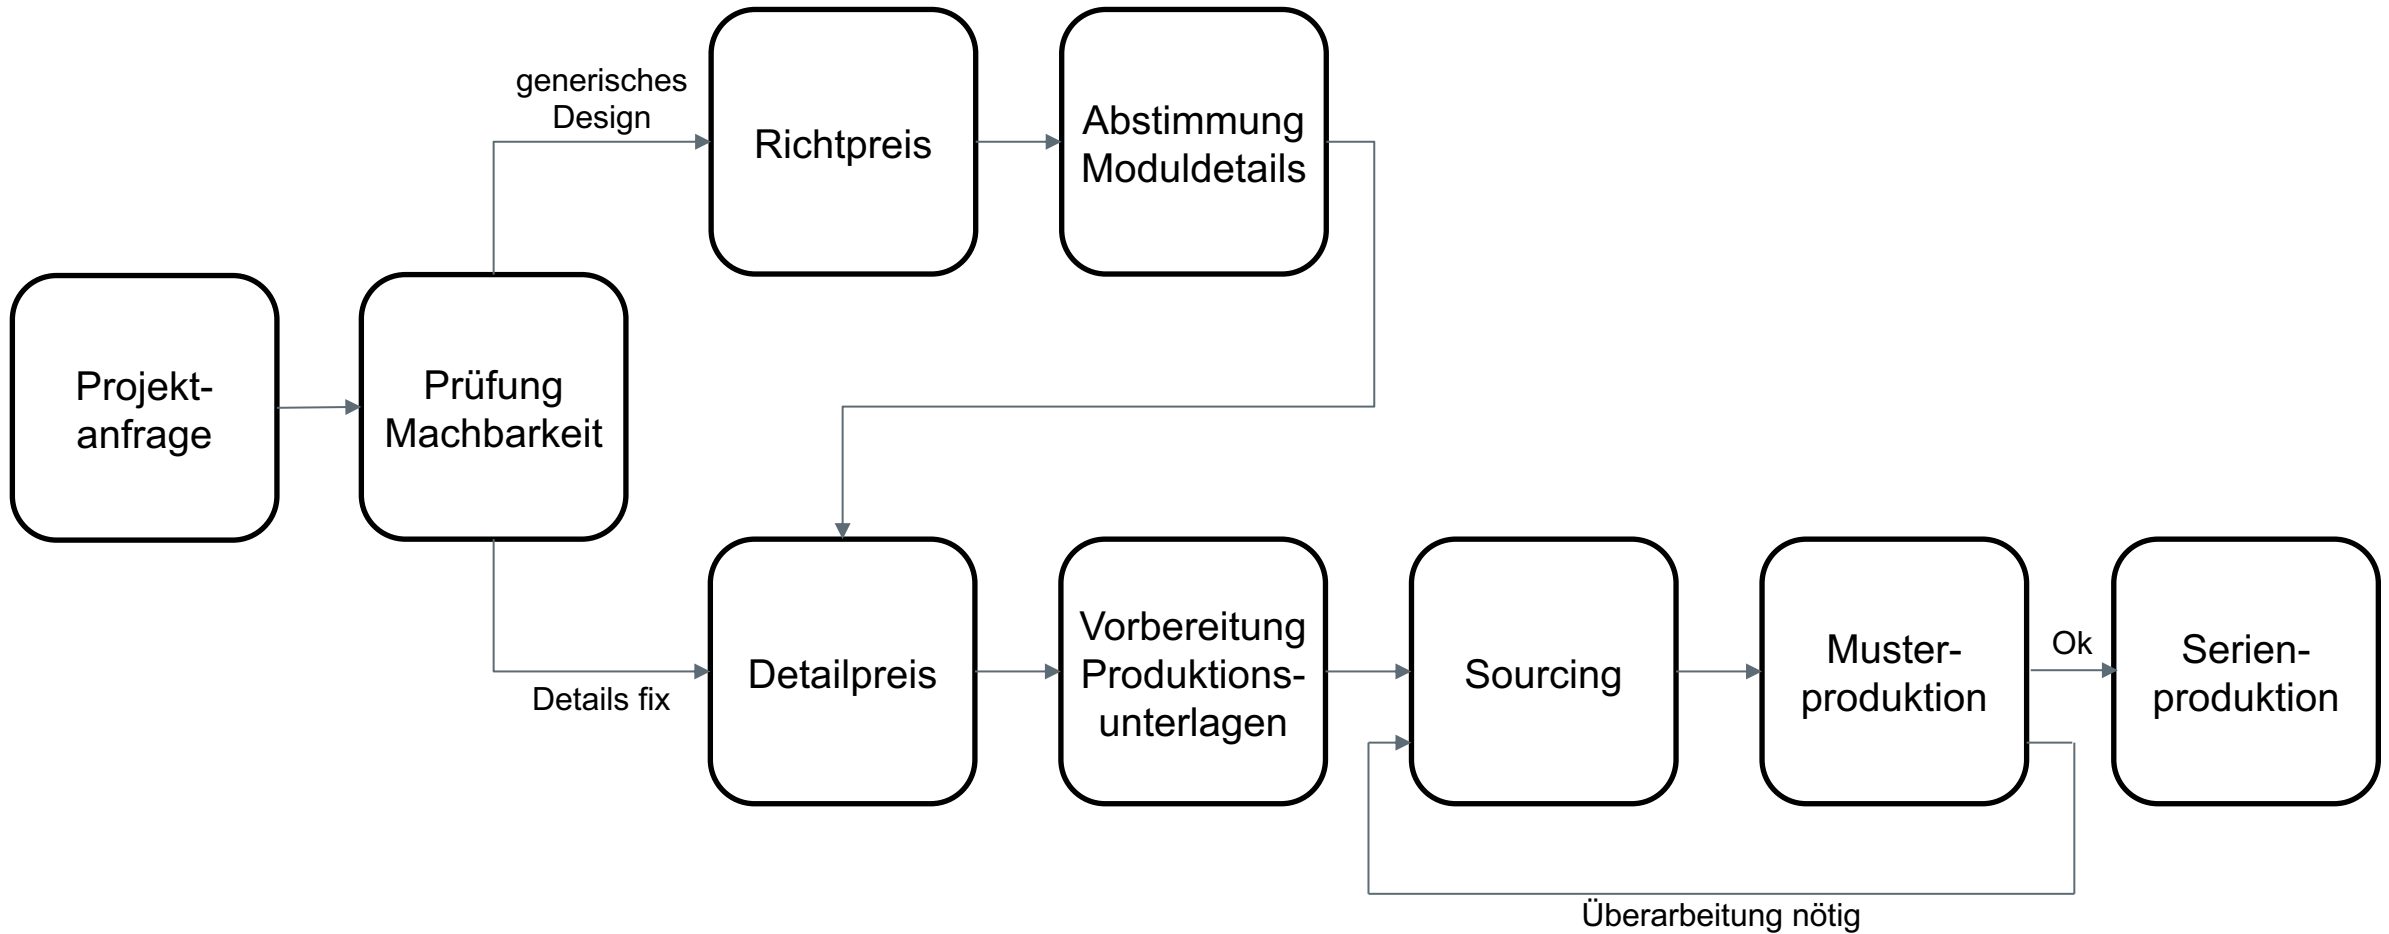 generisches
Design
Richtpreis
Abstimmung
Moduldetails
Projekt-
anfrage
Prüfung
Machbarkeit
Details fix
Detailpreis
Vorbereitung
Produktions-
unterlagen
Sourcing
Muster-
produktion
Ok
Serien-
produktion
Überarbeitung nötig